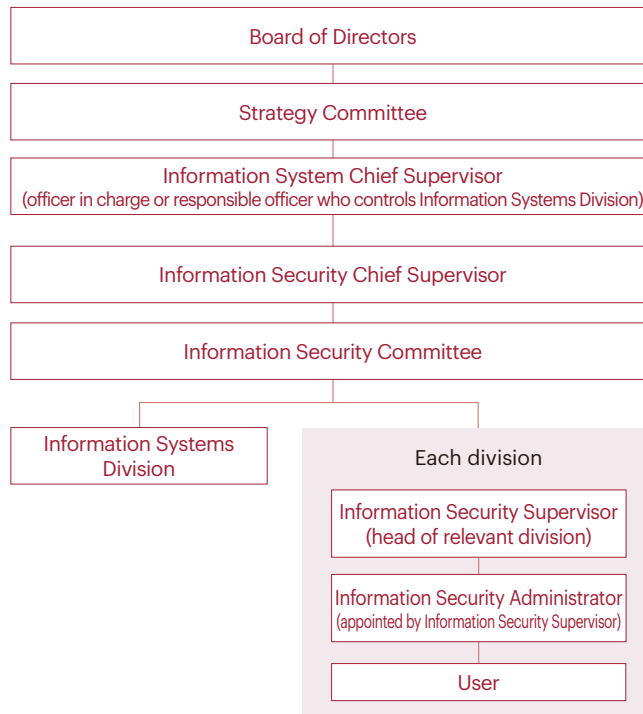 Board of Directors
Strategy Committee
Information System Chief Supervisor
(officer in charge or responsible officer who controls Information Systems Division)
Information Security Chief Supervisor
Information Security Committee
Information Systems
Division
Each division
Information Security Supervisor
(head of relevant division)
Information Security Administrator
(appointed by Information Security Supervisor)
User